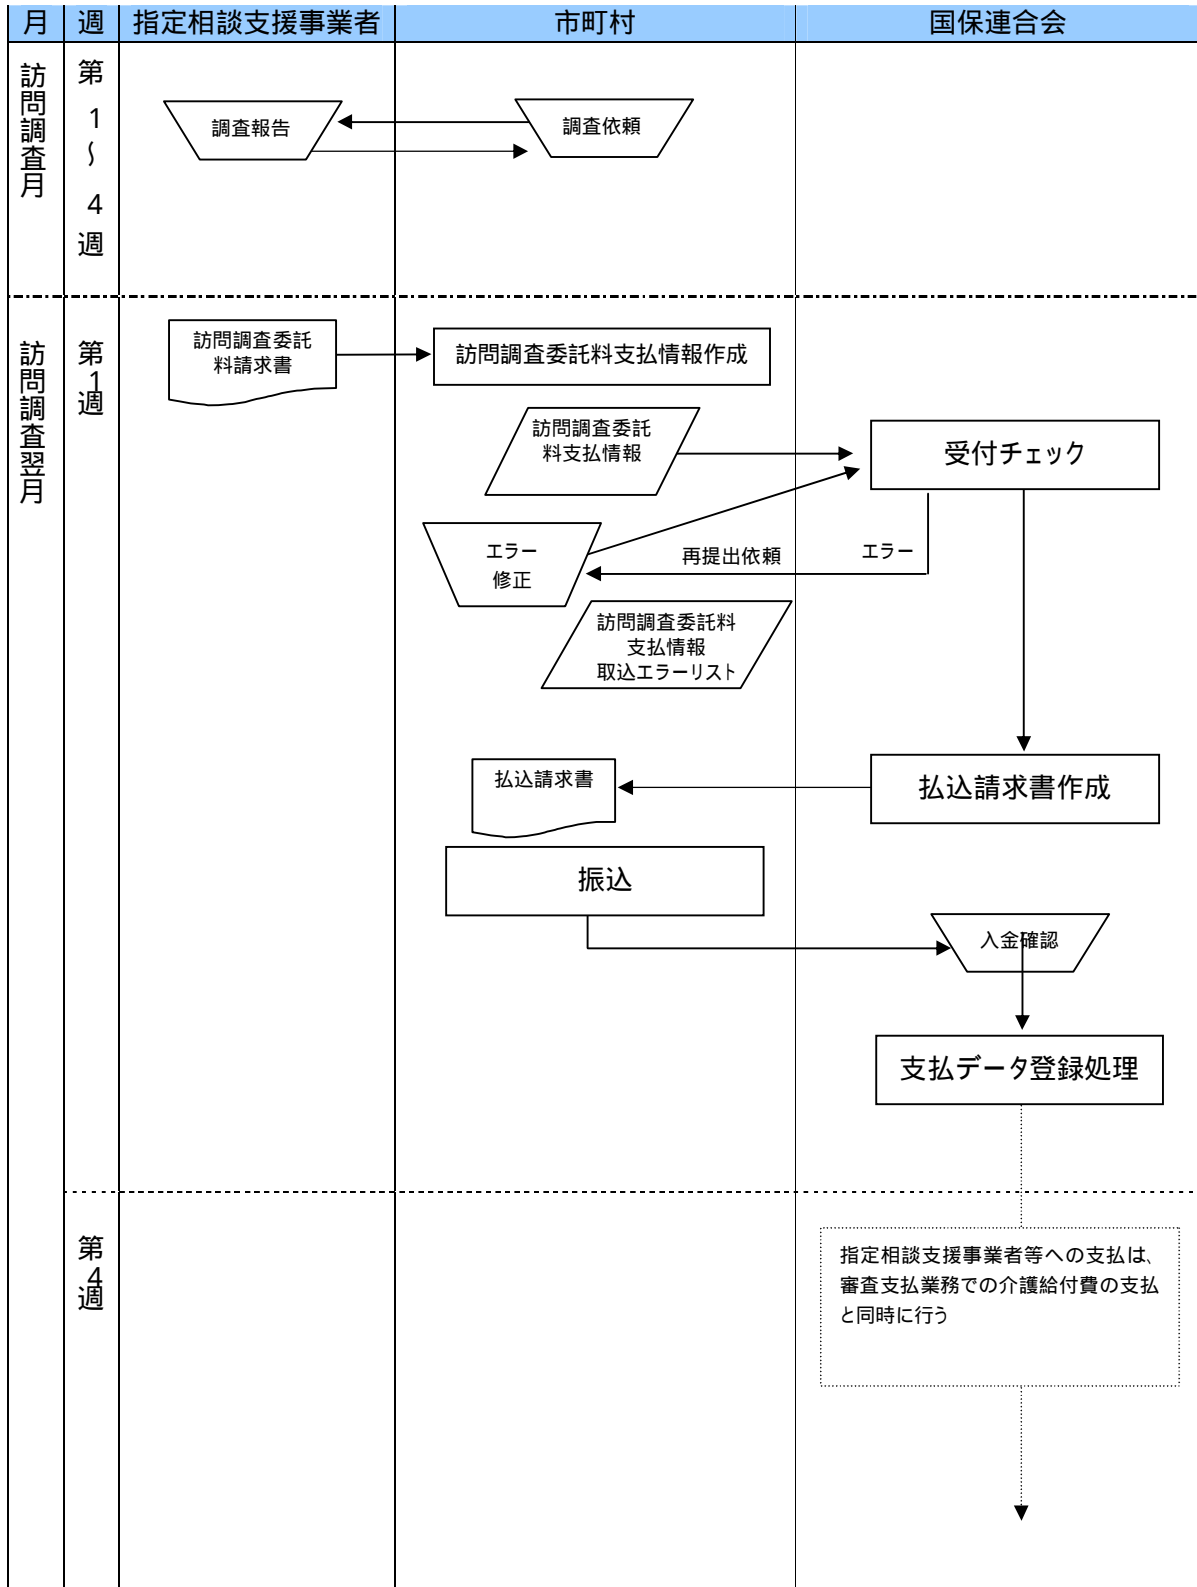 月 週 指定相談支援事業者 市町村 国保連合会
訪問調査月
第1～4週
調査報告
調査依頼
訪問調査翌月
第1週
訪問調査委託
料請求書
訪問調査委託料支払情報作成
訪問調査委託
料支払情報
受付チェック
エラー
修正
再提出依頼
エラー
訪問調査委託料
支払情報
取込エラーリスト
払込請求書
払込請求書作成
振込
入金確認
支払データ登録処理
第4週
指定相談支援事業者等への支払は、
審査支払業務での介護給付費の支払
と同時に行う